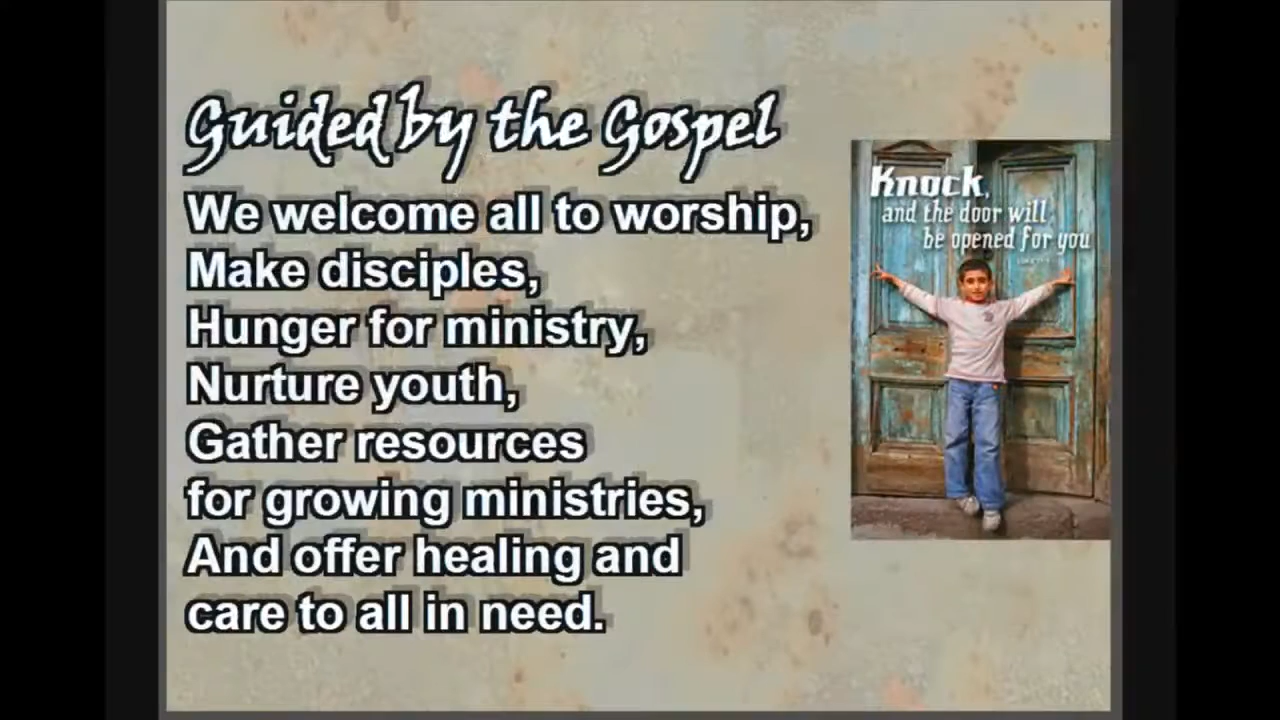 Guided by the Gospel
We welcome all to worship,
Make disciples,
Hunger for ministry,
Nurture youth,
Gather resources
for growing ministries,
And offer healing and
care to all in need.
Knock,
and the door will
be opened for you